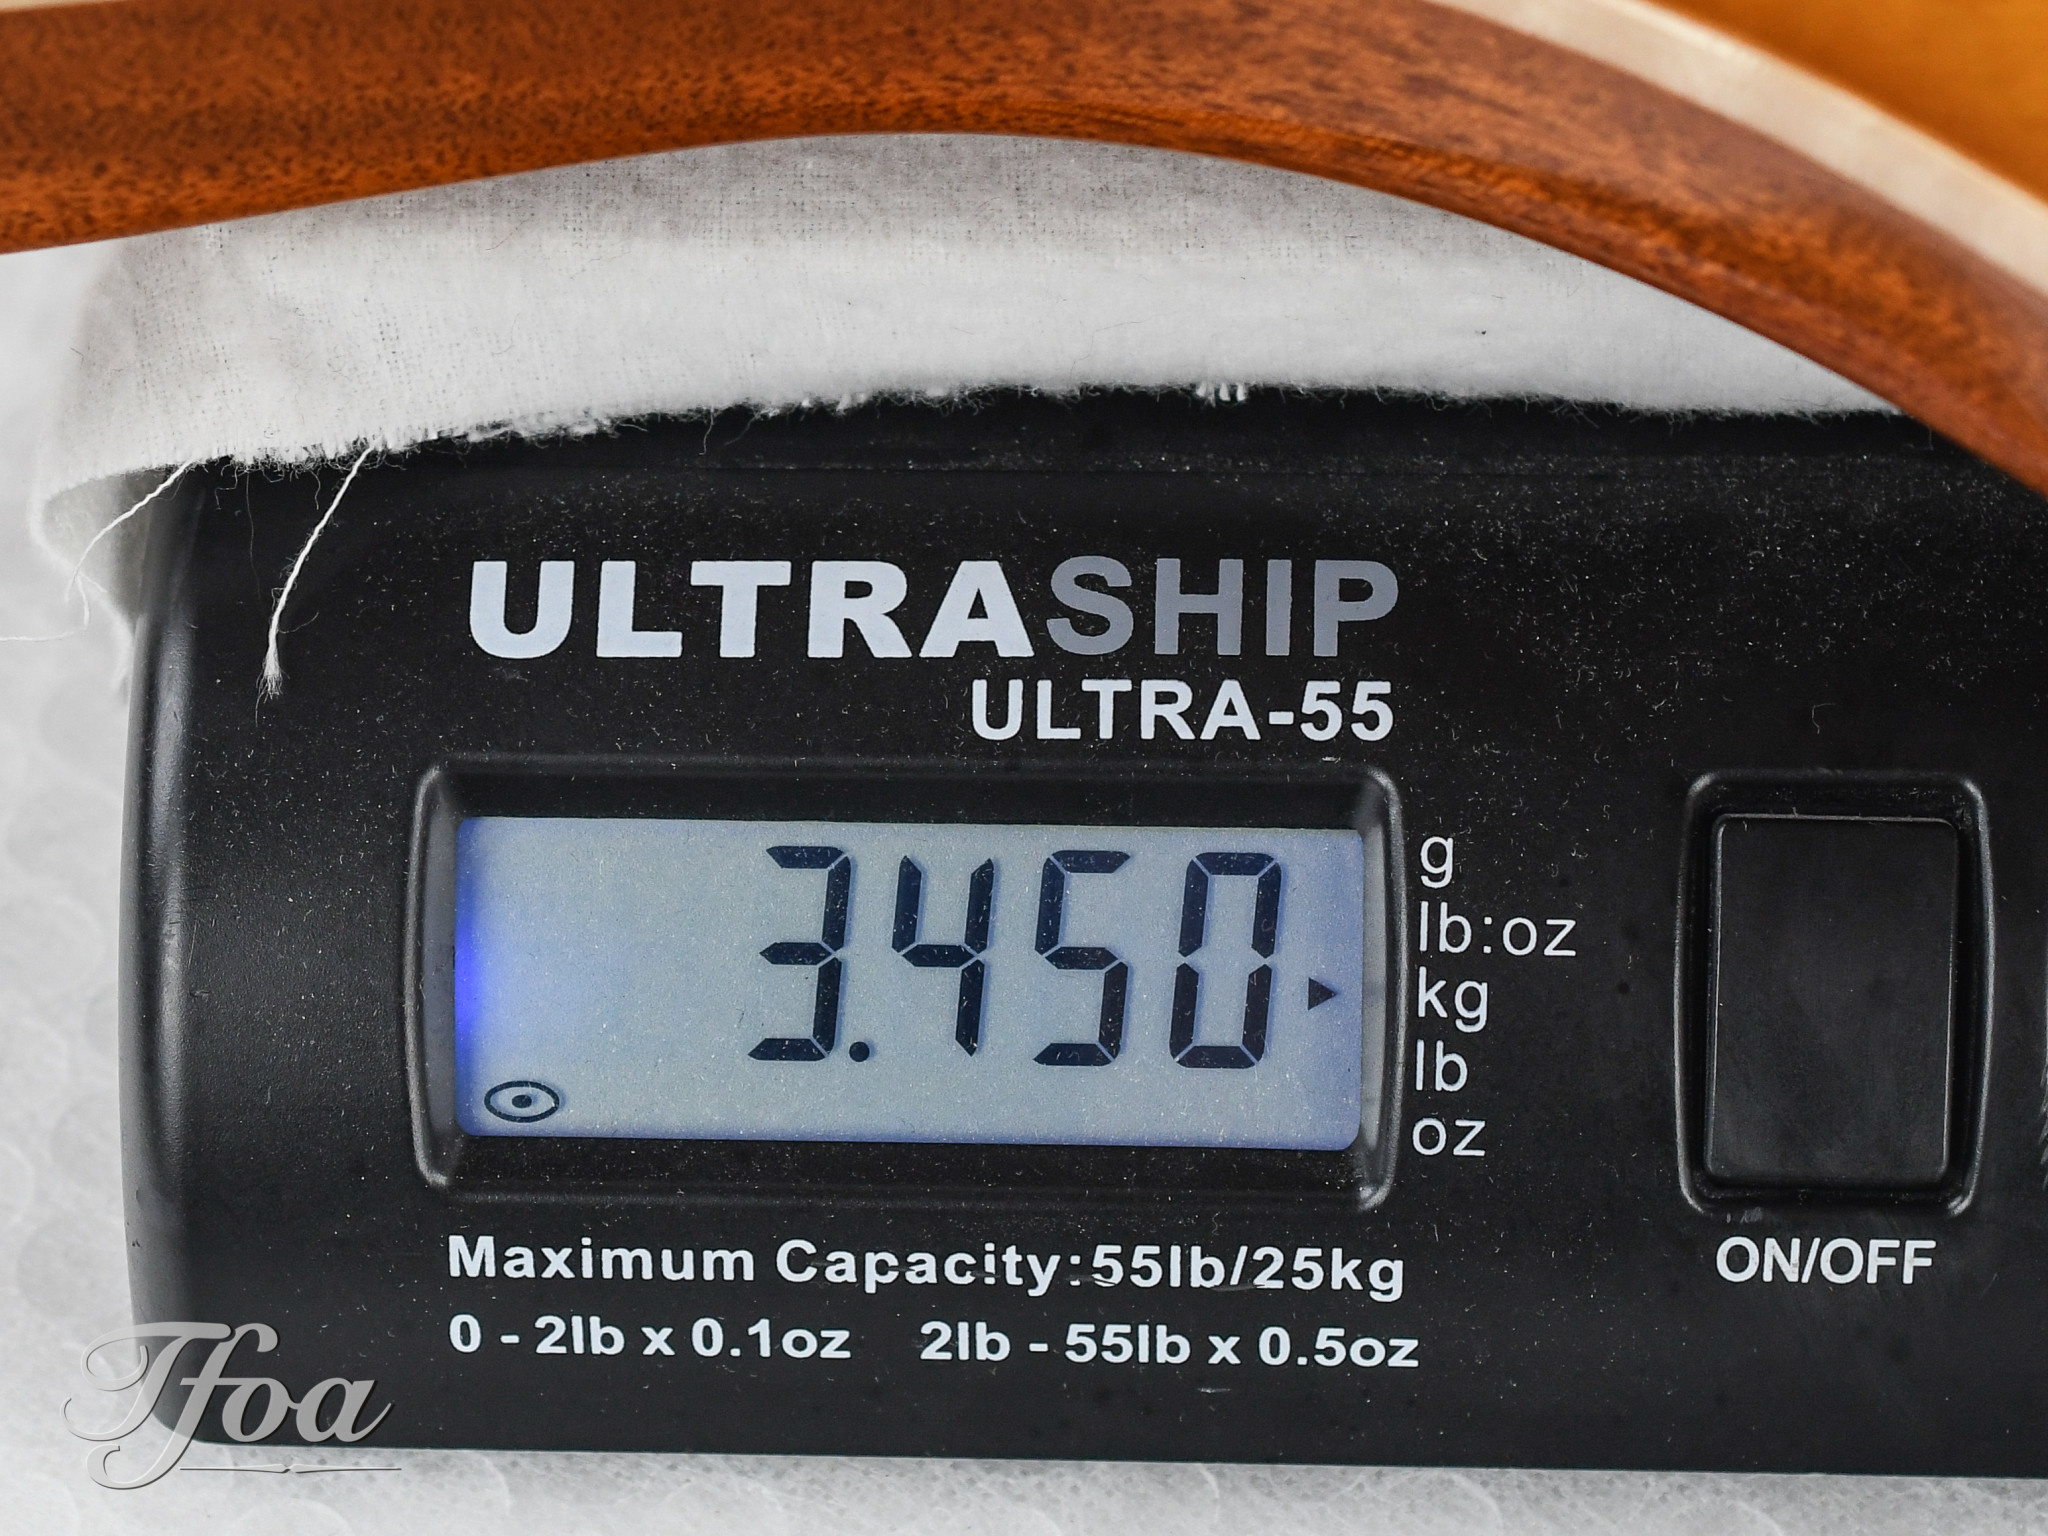 ULTRASHIP
ULTRA-55
3.450
g
lb:oz
kg
lb
oz
Maximum Capacity:55lb/25kg
0 - 2lb x 0.1oz 2lb - 55lb x 0.5oz
ON/OFF
Tfoa